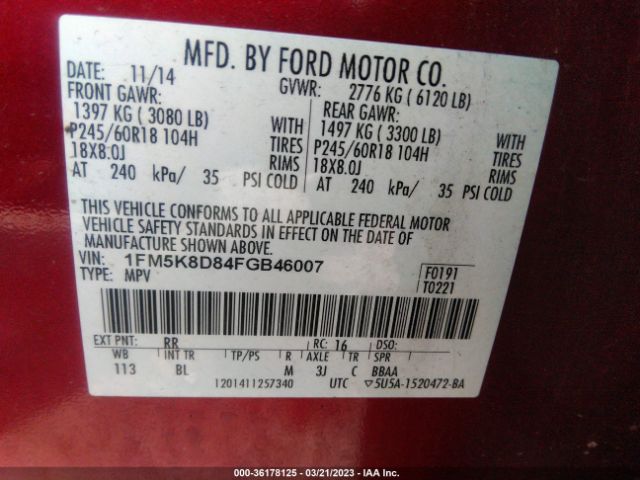 MFD. BY FORD MOTOR CO.
DATE: 11/14 GVWR: 2776 KG ( 6120 LB)
FRONT GAWR: REAR GAWR:
1397 KG ( 3080 LB) WITH 1497 KG ( 3300 LB) WITH
P245/60R18 104H TIRES P245/60R18 104H TIRES
18X8.0J RIMS 18X8.0J RIMS
AT 240 kPa/ 35 PSI COLD AT 240 kPa/ 35 PSI COLD
THIS VEHICLE CONFORMS TO ALL APPLICABLE FEDERAL MOTOR
VEHICLE SAFETY STANDARDS IN EFFECT ON THE DATE OF
MANUFACTURE SHOWN ABOVE.
VIN: 1FM5K8D84FGB46007 F0191
TYPE: MPV T0221
EXT PNT: RR RC: 16 DSO:
WB INT TR TP/PS R AXLE TR SPR
113 BL M 3J C BBAA
1201411257340 UTC ▽5U5A-1520472-BA
000-36178125 - 03/21/2023 - IAA Inc.